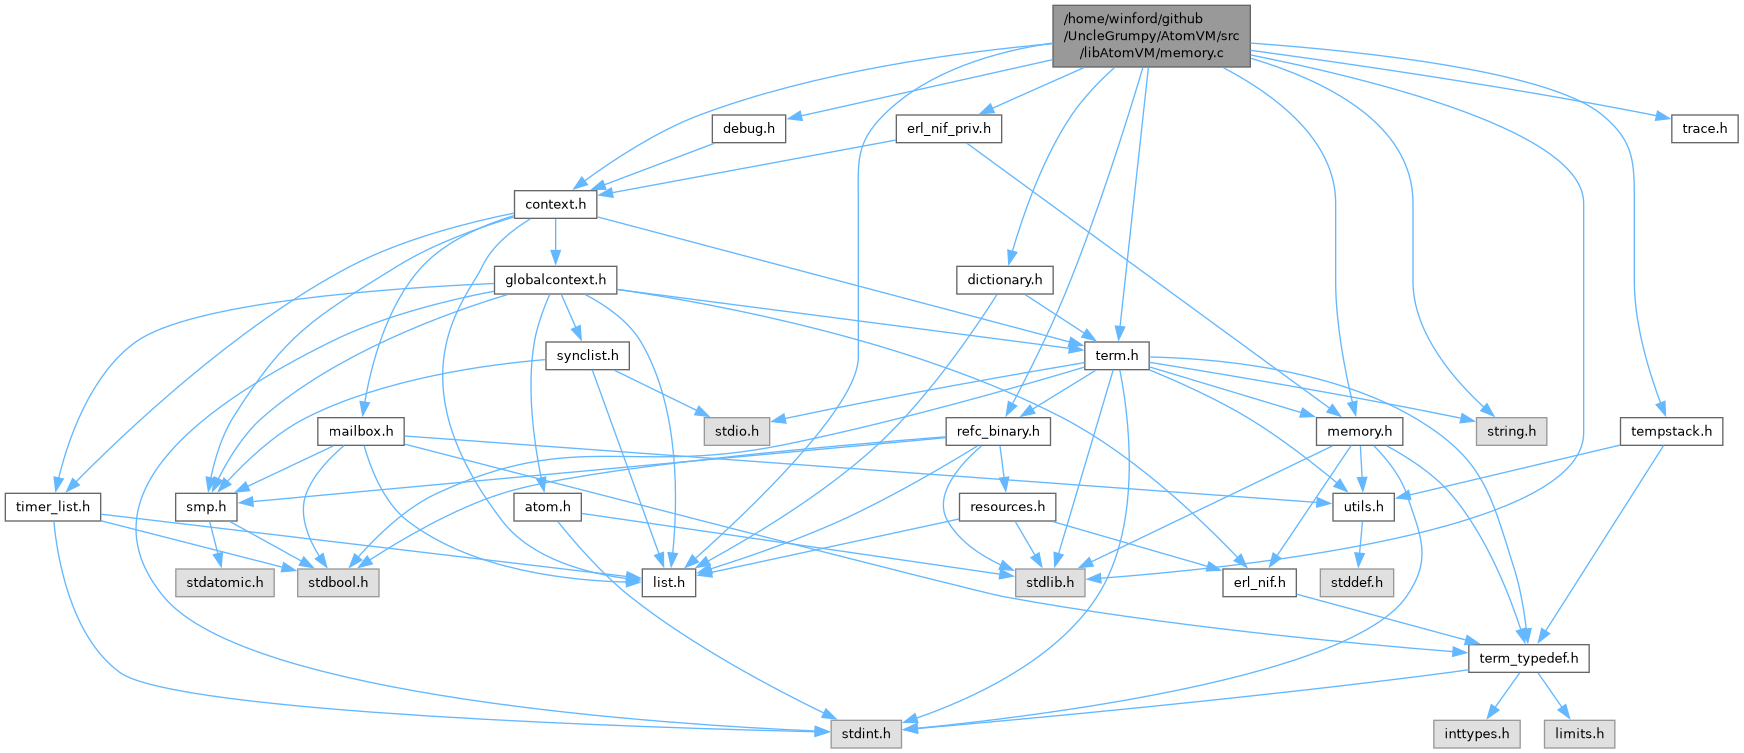 /home/winford/github
/UncleGrumpy/AtomVM/src
/libAtomVM/memory.c
debug.h
erl_nif_priv.h
trace.h
context.h
globalcontext.h
dictionary.h
synclist.h
term.h
mailbox.h
stdio.h
refc_binary.h
memory.h
string.h
tempstack.h
timer_list.h
smp.h
atom.h
resources.h
utils.h
stdatomic.h
stdbool.h
list.h
stdlib.h
erl_nif.h
stddef.h
term_typedef.h
stdint.h
inttypes.h
limits.h